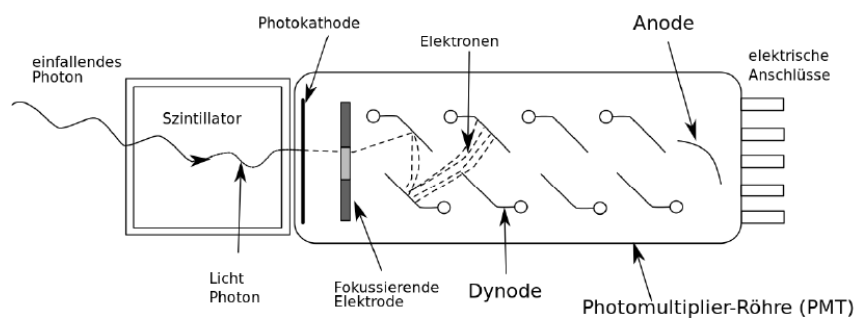 Photokathode
Elektronen
Anode
einfallendes
Photon
elektrische
Anschlüsse
Szintillator
Licht
Photon
Fokussierende
Elektrode
Dynode
Photomultiplier-Röhre (PMT)